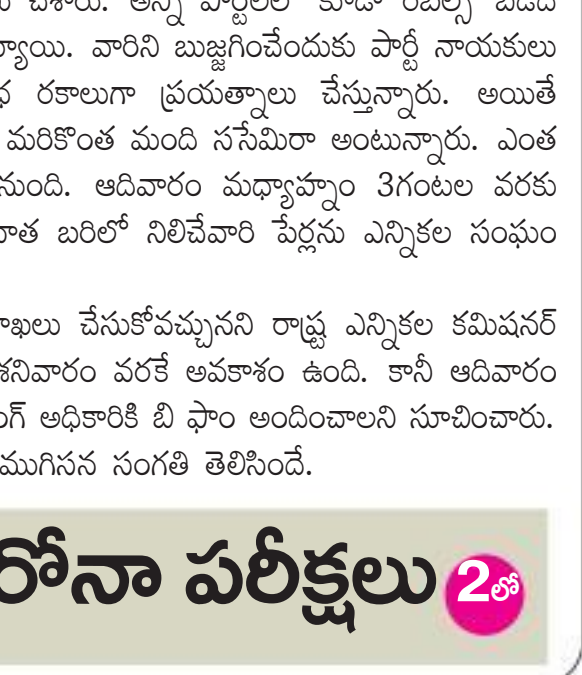 చేశారు. అన్ని పార్టీలలో కూడా రెబల్స్ బెడద
వారిని బుజ్జగించేందుకు పార్టీ నాయకులు
రకాలుగా ప్రయత్నాలు చేస్తున్నారు. అయితే
మరికొంత మంది ససేమిరా అంటున్నారు. ఎంత
ఆదివారం మధ్యాహ్నం 3గంటల వరకు
బరిలో నిలిచేవారి పేర్లను ఎన్నికల సంఘం
చేసుకోవచ్చునని రాష్ట్ర ఎన్నికల కమిషనర్
శనివారం వరకే అవకాశం ఉంది. కానీ ఆదివారం
అధికారికి బి ఫాం అందించాలని సూచించారు.
ముగిసిన సంగతి తెలిసిందే.
రోనా పరీక్షలు 2లో